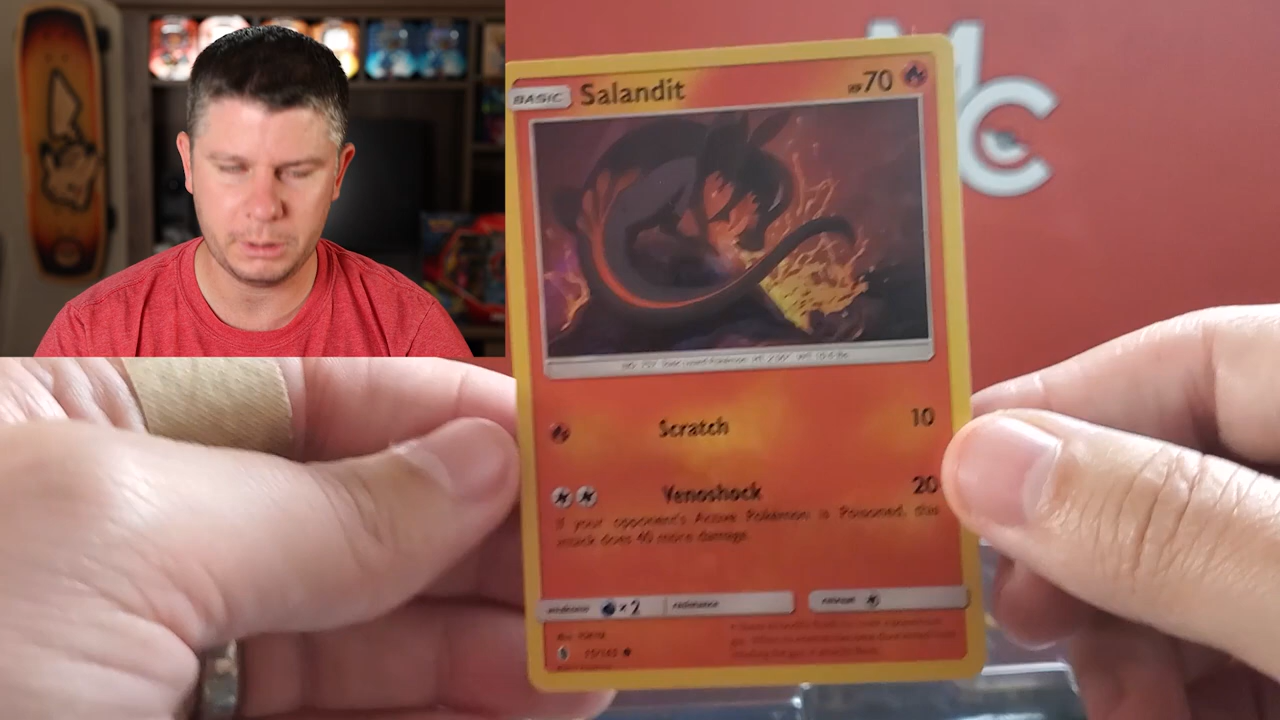 BASIC Salandit HP70
Scratch 10
Venoshock 20
If your opponent's Active Pokémon is Poisoned, this
attack does 40 more damage.
weakness ×2 resistance retreat